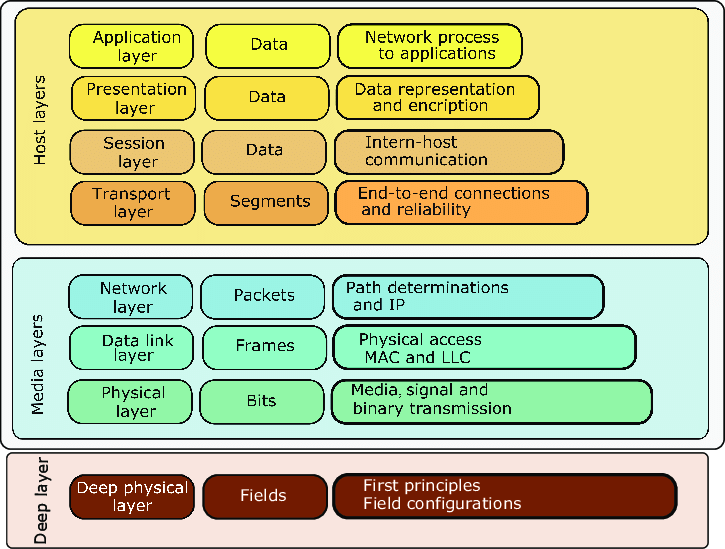 Host layers
Application
layer
Data
Network process
to applications
Presentation
layer
Data
Data representation
and encription
Session
layer
Data
Intern-host
communication
Transport
layer
Segments
End-to-end connections
and reliability
Media layers
Network
layer
Packets
Path determinations
and IP
Data link
layer
Frames
Physical access
MAC and LLC
Physical
layer
Bits
Media, signal and
binary transmission
Deep layer
Deep physical
layer
Fields
First principles
Field configurations